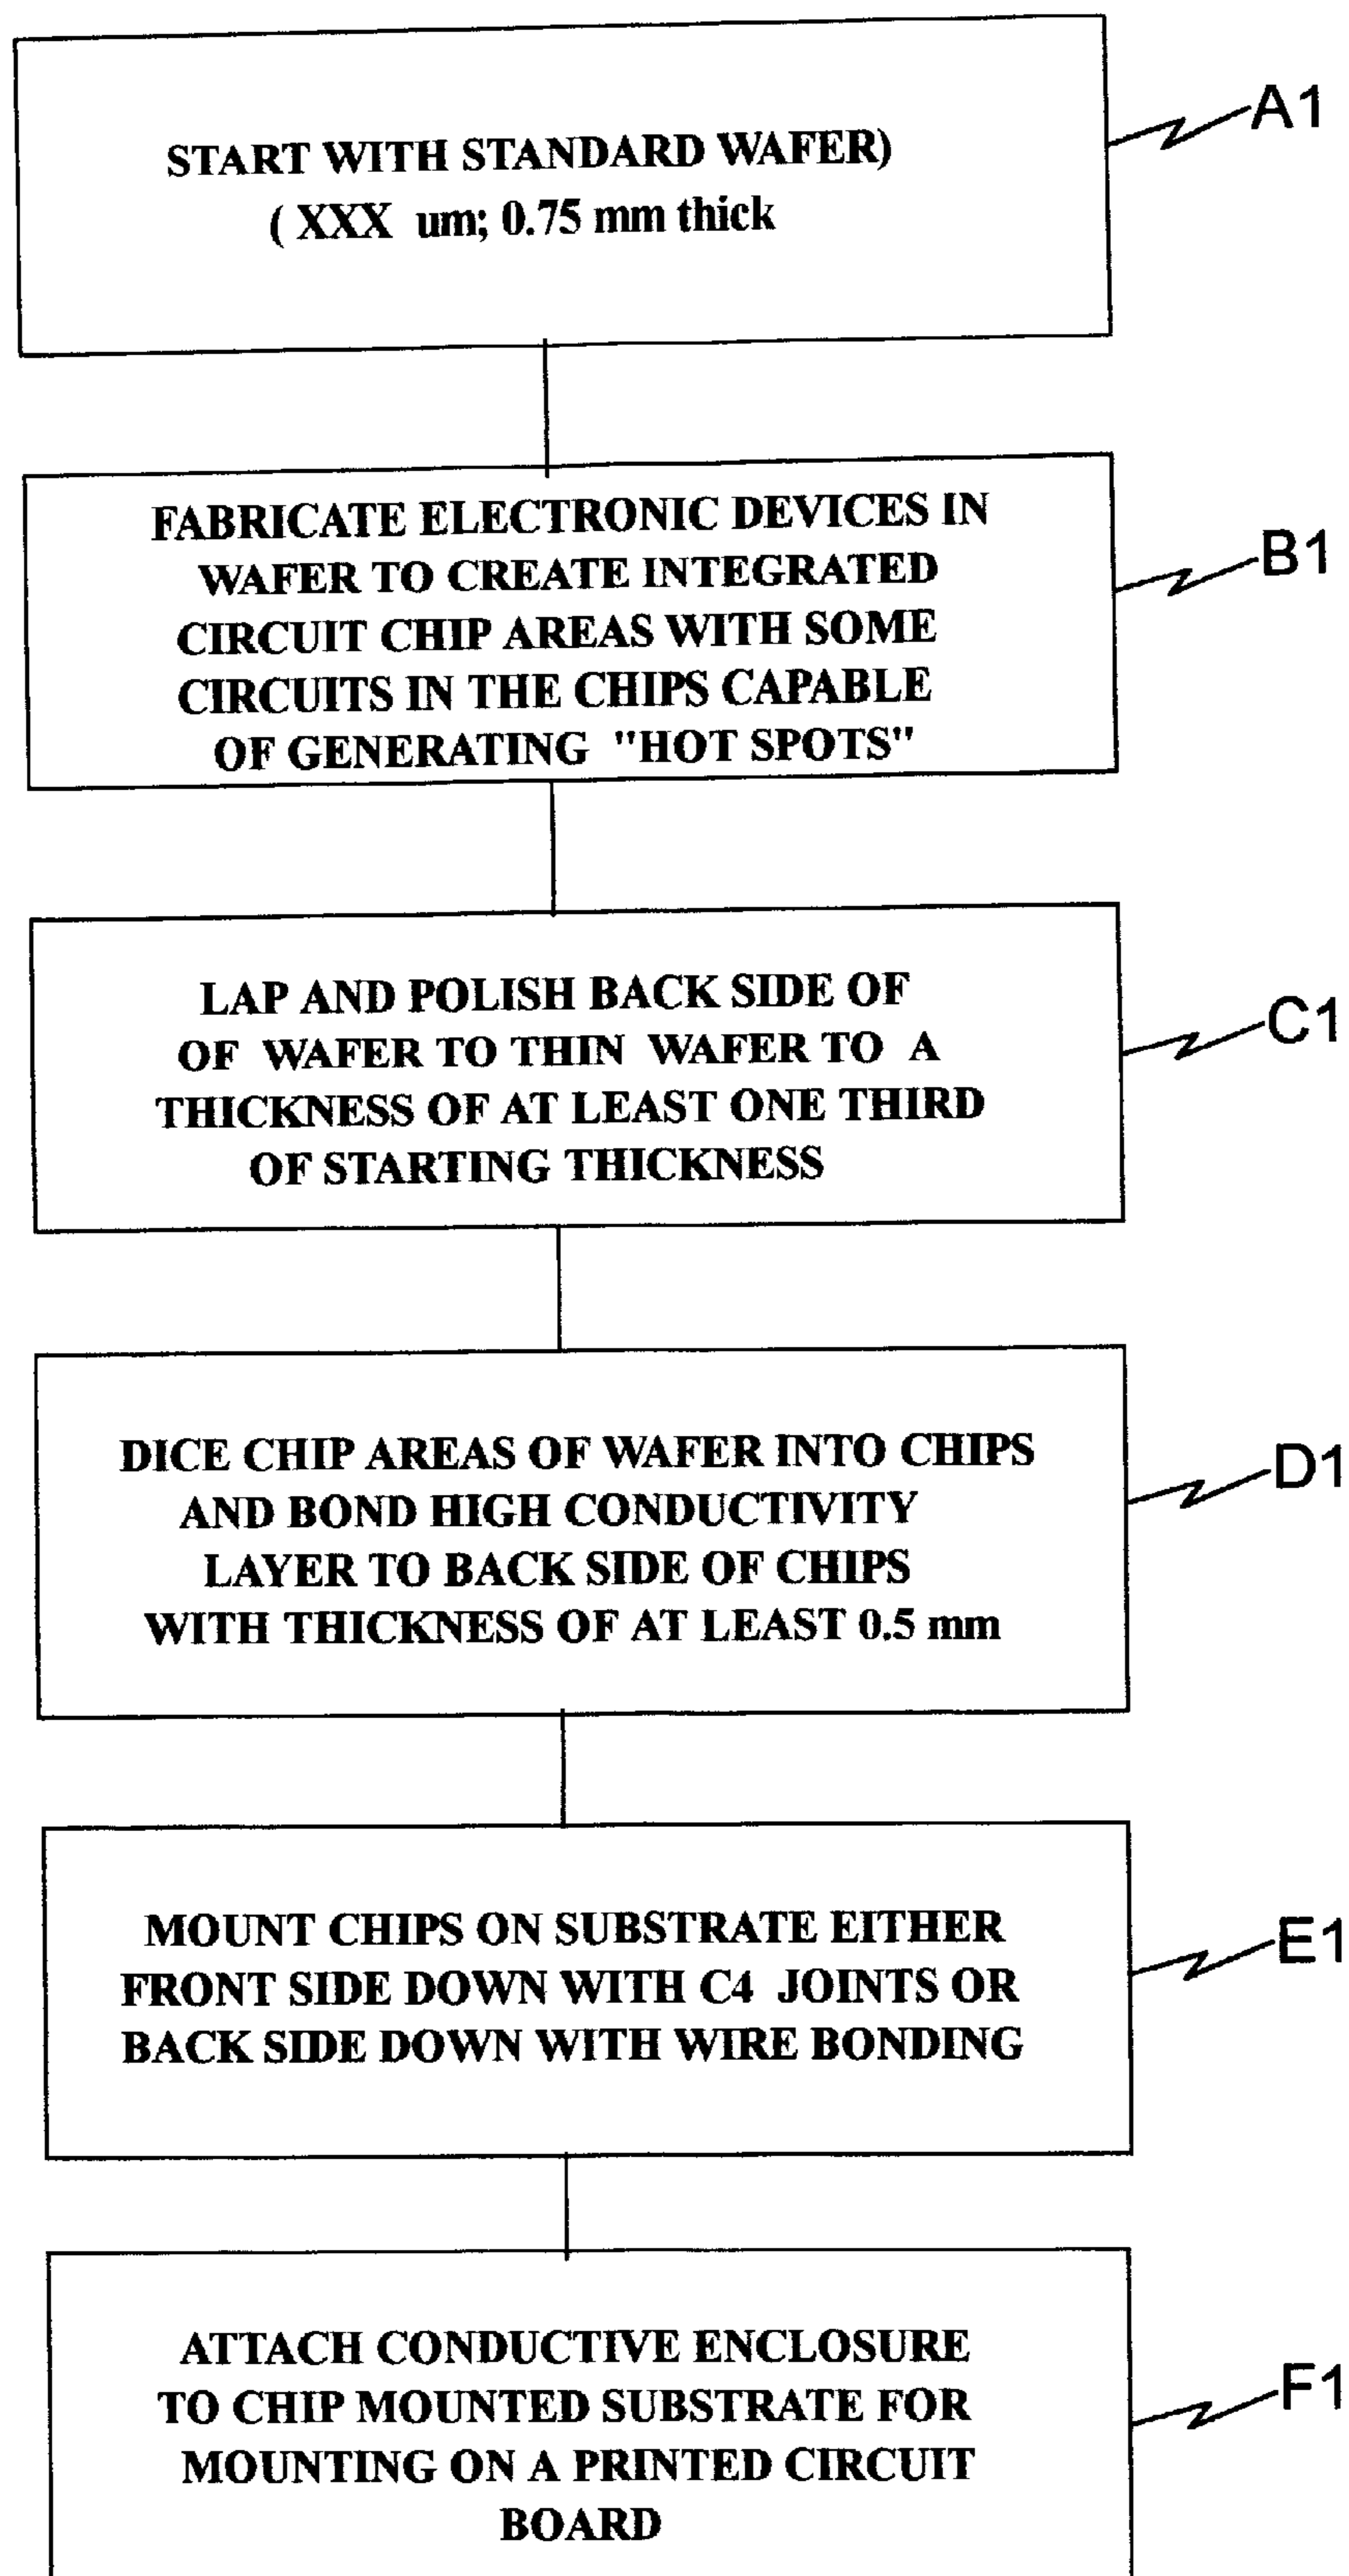 START WITH STANDARD WAFER)
( XXX um; 0.75 mm thick
A1
FABRICATE ELECTRONIC DEVICES IN
WAFER TO CREATE INTEGRATED
CIRCUIT CHIP AREAS WITH SOME
CIRCUITS IN THE CHIPS CAPABLE
OF GENERATING "HOT SPOTS"
B1
LAP AND POLISH BACK SIDE OF
OF WAFER TO THIN WAFER TO A
THICKNESS OF AT LEAST ONE THIRD
OF STARTING THICKNESS
C1
DICE CHIP AREAS OF WAFER INTO CHIPS
AND BOND HIGH CONDUCTIVITY
LAYER TO BACK SIDE OF CHIPS
WITH THICKNESS OF AT LEAST 0.5 mm
D1
MOUNT CHIPS ON SUBSTRATE EITHER
FRONT SIDE DOWN WITH C4 JOINTS OR
BACK SIDE DOWN WITH WIRE BONDING
E1
ATTACH CONDUCTIVE ENCLOSURE
TO CHIP MOUNTED SUBSTRATE FOR
MOUNTING ON A PRINTED CIRCUIT
BOARD
F1